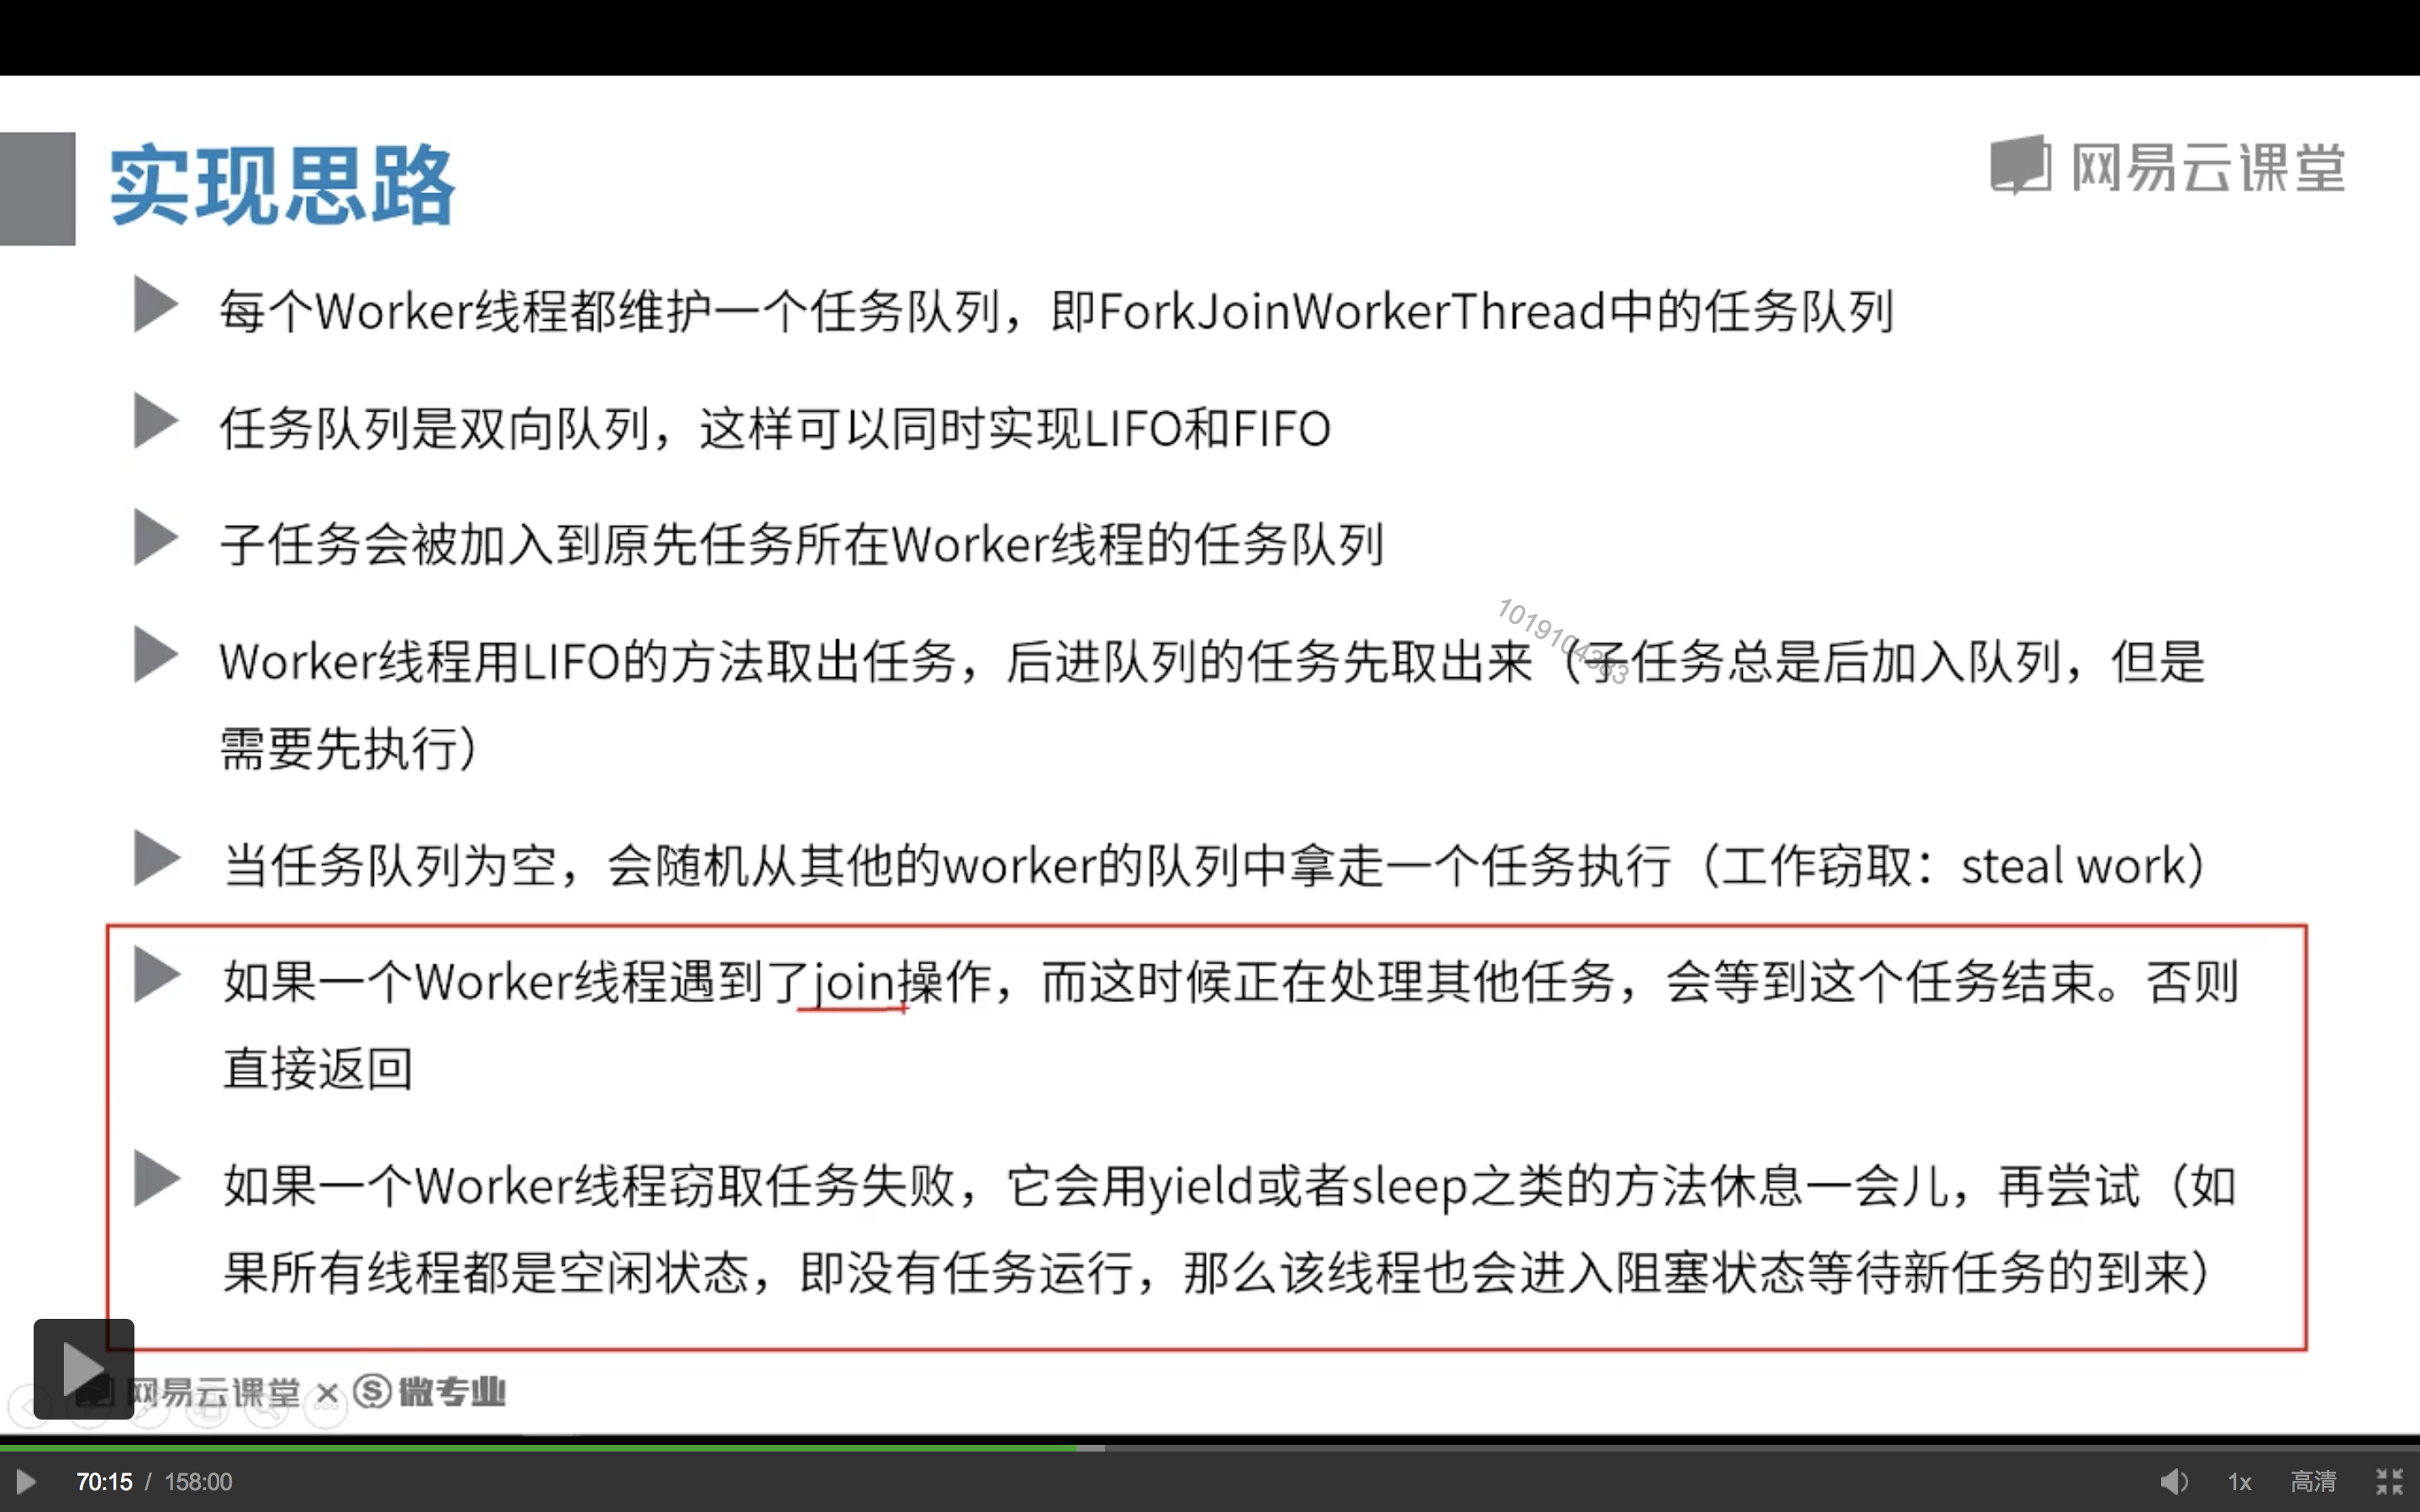 实现思路
网易云课堂
每个Worker线程都维护一个任务队列，即ForkJoinWorkerThread中的任务队列
任务队列是双向队列，这样可以同时实现LIFO和FIFO
子任务会被加入到原先任务所在Worker线程的任务队列
1019104383
Worker线程用LIFO的方法取出任务，后进队列的任务先取出来（子任务总是后加入队列，但是
需要先执行）
当任务队列为空，会随机从其他的worker的队列中拿走一个任务执行（工作窃取：steal work）
如果一个Worker线程遇到了join操作，而这时候正在处理其他任务，会等到这个任务结束。否则
直接返回
如果一个Worker线程窃取任务失败，它会用yield或者sleep之类的方法休息一会儿，再尝试（如
果所有线程都是空闲状态，即没有任务运行，那么该线程也会进入阻塞状态等待新任务的到来）
网易云课堂 × 微专业
70:15 / 158:00
1x
高清